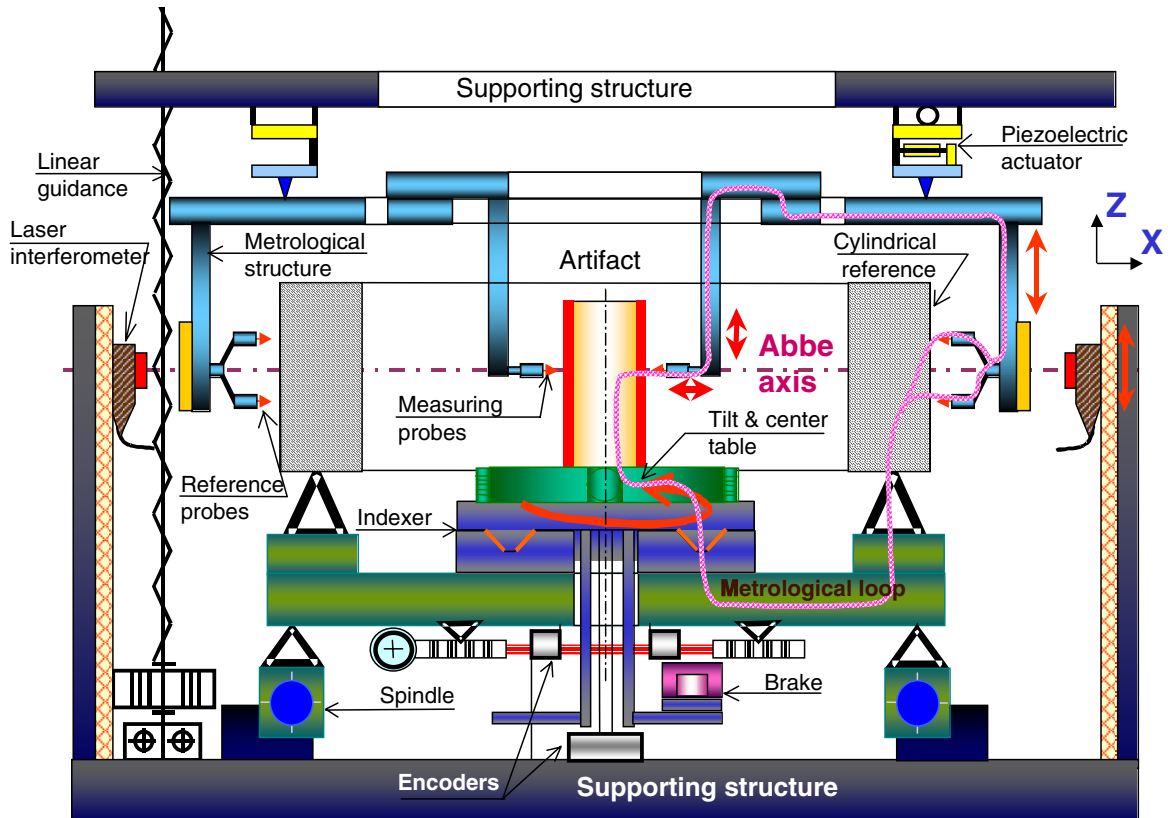 Supporting structure
Linear
guidance
Piezoelectric
actuator
Laser
interferometer
Metrological
structure
Artifact
Cylindrical
reference
Z
X
Abbe
axis
Measuring
probes
Tilt & center
table
Reference
probes
Indexer
Metrological loop
Spindle
Brake
Encoders
Supporting structure